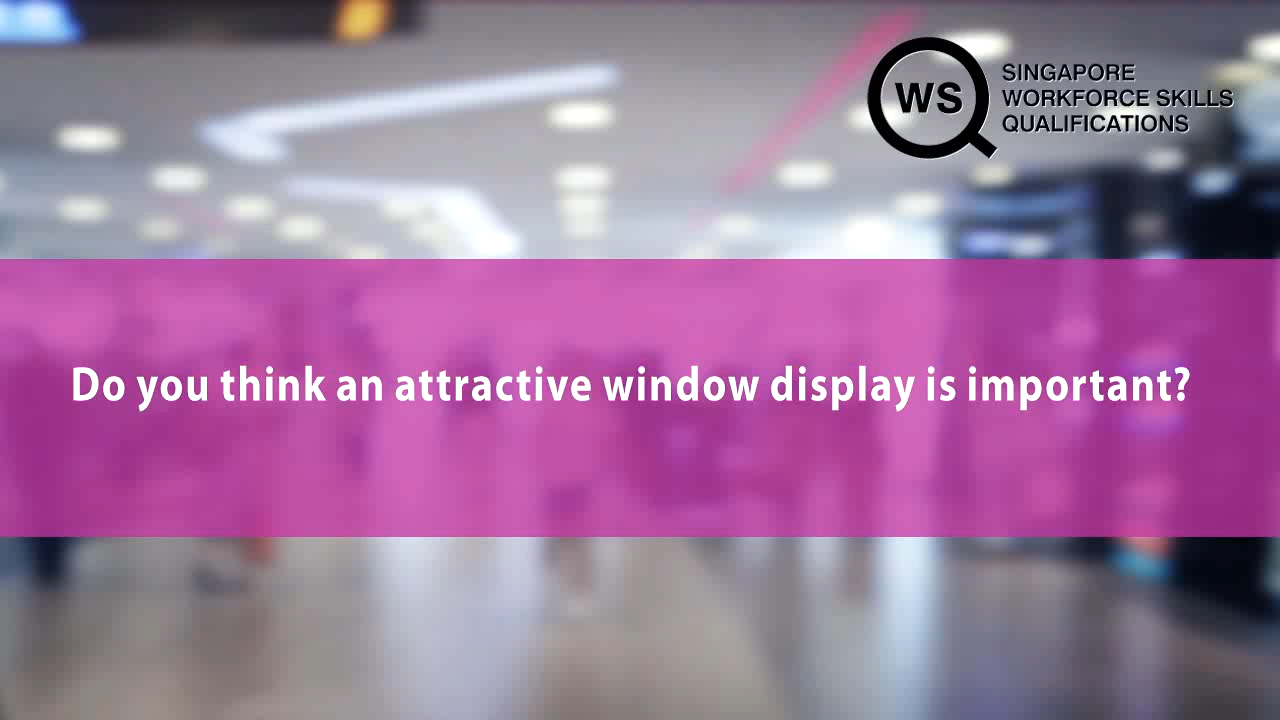 WS
SINGAPORE
WORKFORCE SKILLS
QUALIFICATIONS
Do you think an attractive window display is important?